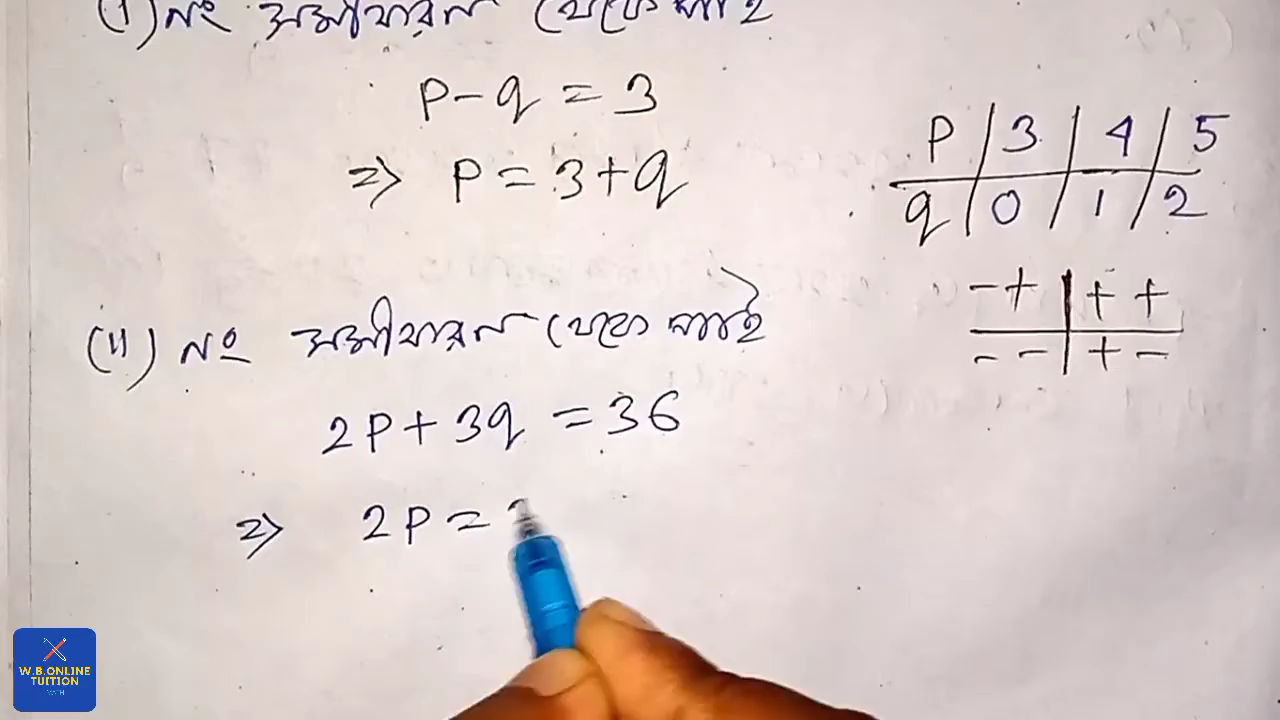 (i) নং সমীকরণ থেকে পাই
p - q = 3
=> p = 3 + q
p | 3 | 4 | 5
q | 0 | 1 | 2
- + | + +
- - | + -
(ii) নং সমীকরণ থেকে পাই
2p + 3q = 36
=> 2p =
W.B.ONLINE
TUITION
MATH